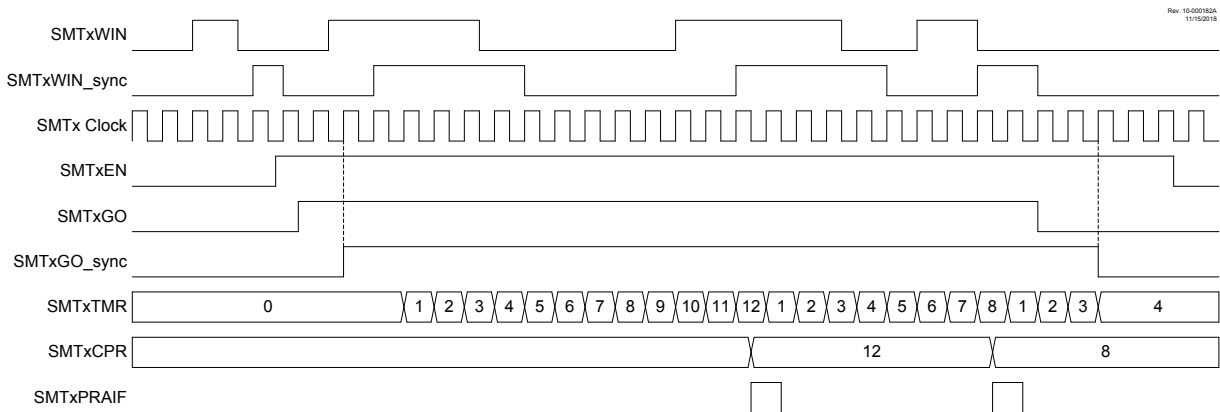 Rev. 10-000182A
11/15/2018
SMTxWIN
SMTxWIN_sync
SMTx Clock
SMTxEN
SMTxGO
SMTxGO_sync
SMTxTMR 0 1 2 3 4 5 6 7 8 9 10 11 12 1 2 3 4 5 6 7 8 1 2 3 4
SMTxCPR 12 8
SMTxPRAIF